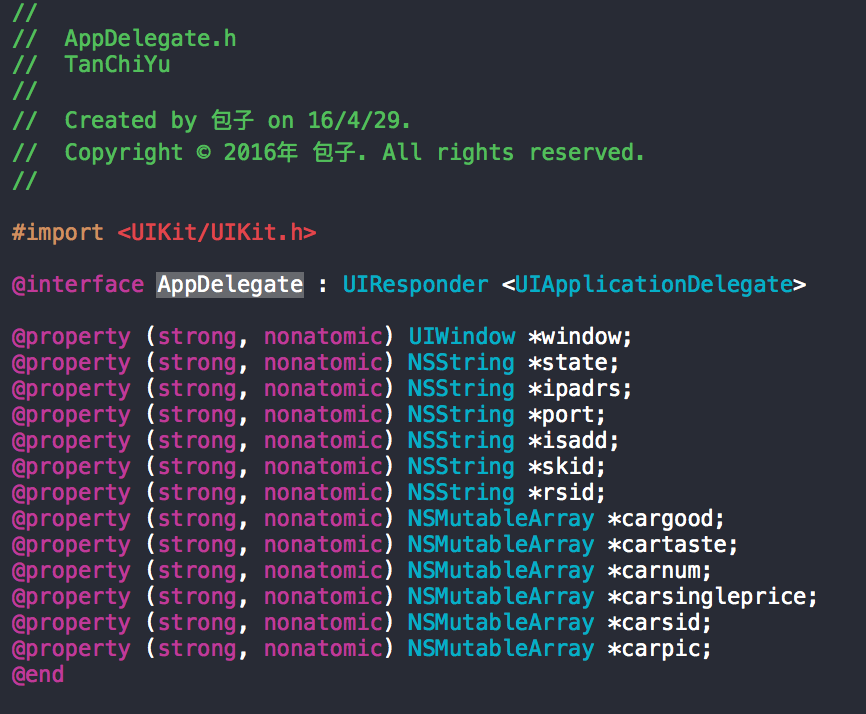 //
//  AppDelegate.h
//  TanChiYu
//
//  Created by 包子 on 16/4/29.
//  Copyright © 2016年 包子. All rights reserved.
//
#import <UIKit/UIKit.h>
@interface AppDelegate : UIResponder <UIApplicationDelegate>
@property (strong, nonatomic) UIWindow *window;
@property (strong, nonatomic) NSString *state;
@property (strong, nonatomic) NSString *ipadrs;
@property (strong, nonatomic) NSString *port;
@property (strong, nonatomic) NSString *isadd;
@property (strong, nonatomic) NSString *skid;
@property (strong, nonatomic) NSString *rsid;
@property (strong, nonatomic) NSMutableArray *cargood;
@property (strong, nonatomic) NSMutableArray *cartaste;
@property (strong, nonatomic) NSMutableArray *carnum;
@property (strong, nonatomic) NSMutableArray *carsingleprice;
@property (strong, nonatomic) NSMutableArray *carsid;
@property (strong, nonatomic) NSMutableArray *carpic;
@end